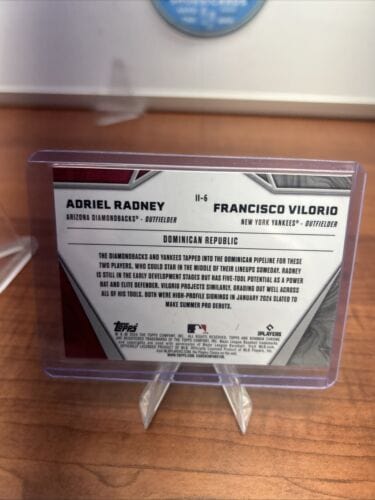 II-6
ADRIEL RADNEY
ARIZONA DIAMONDBACKS® - OUTFIELDER
FRANCISCO VILORIO
NEW YORK YANKEES® - OUTFIELDER
DOMINICAN REPUBLIC
THE DIAMONDBACKS AND YANKEES TAPPED INTO THE DOMINICAN PIPELINE FOR THESE
TWO PLAYERS, WHO COULD STAR IN THE MIDDLE OF THEIR LINEUPS SOMEDAY. RADNEY
IS STILL IN THE EARLY DEVELOPMENT STAGES BUT HAS FIVE-TOOL POTENTIAL AS A POWER
BAT AND ELITE DEFENDER. VILORIO PROJECTS SIMILARLY, GRADING OUT WELL ACROSS
ALL OF HIS TOOLS. BOTH WERE HIGH-PROFILE SIGNINGS IN JANUARY 2024 SLATED TO
MAKE SUMMER PRO DEBUTS.
Topps
PLAYERS